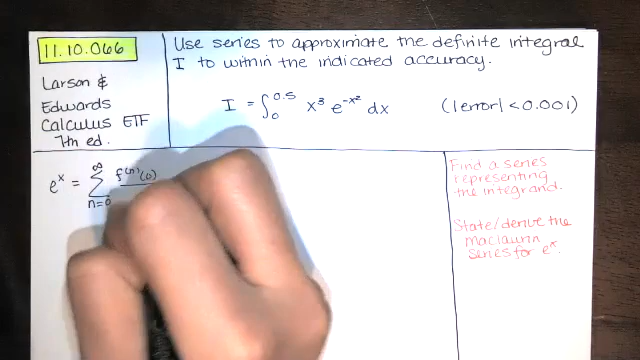 11.10.066
Larson &
Edwards
Calculus ETF
7th ed.
Use series to approximate the definite integral
I to within the indicated accuracy.
I = ∫₀^0.5 x³ e^(-x²) dx (|error| < 0.001)
eˣ = ∑_{n=0}^∞ f⁽ⁿ⁾(0)
Find a series
representing
the integrand.
State/derive the
maclaurin
series for eˣ.